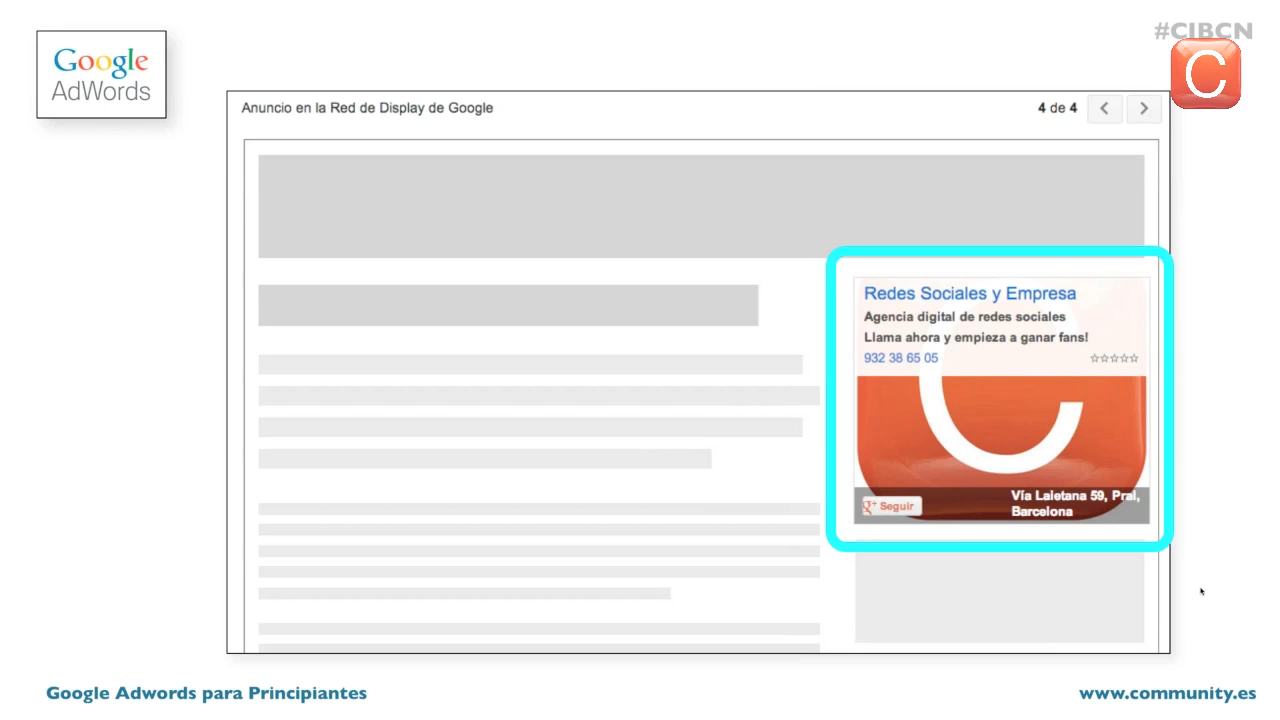 #CIBCN
Google
AdWords
C
Anuncio en la Red de Display de Google
4 de 4
Redes Sociales y Empresa
Agencia digital de redes sociales
Llama ahora y empieza a ganar fans!
932 38 65 05
C
g+ Seguir
Vía Laietana 59, Pral,
Barcelona
Google Adwords para Principiantes
www.community.es